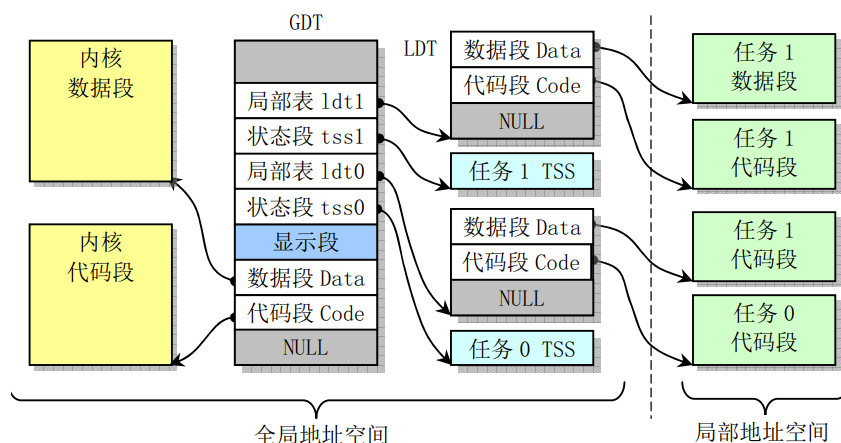 GDT
内核
数据段
内核
代码段
局部表 ldt1
状态段 tss1
局部表 ldt0
状态段 tss0
显示段
数据段 Data
代码段 Code
NULL
LDT
数据段 Data
代码段 Code
NULL
任务 1 TSS
数据段 Data
代码段 Code
NULL
任务 0 TSS
任务 1
数据段
任务 1
代码段
任务 1
代码段
任务 0
代码段
全局地址空间
局部地址空间